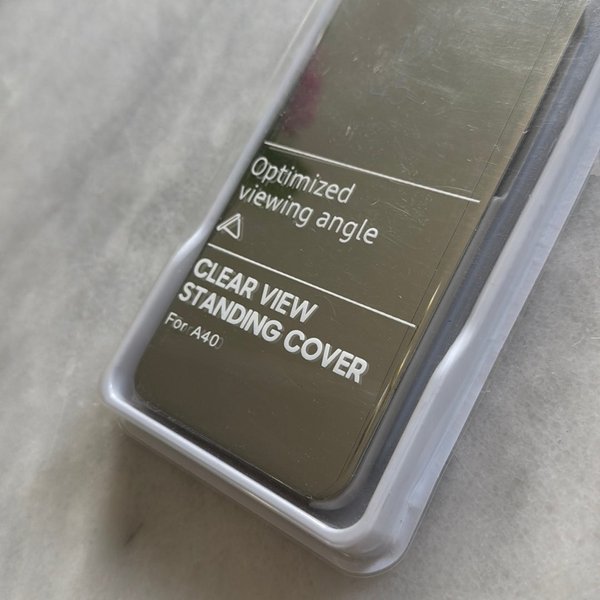 Optimized
viewing angle
CLEAR VIEW
STANDING COVER
For A40